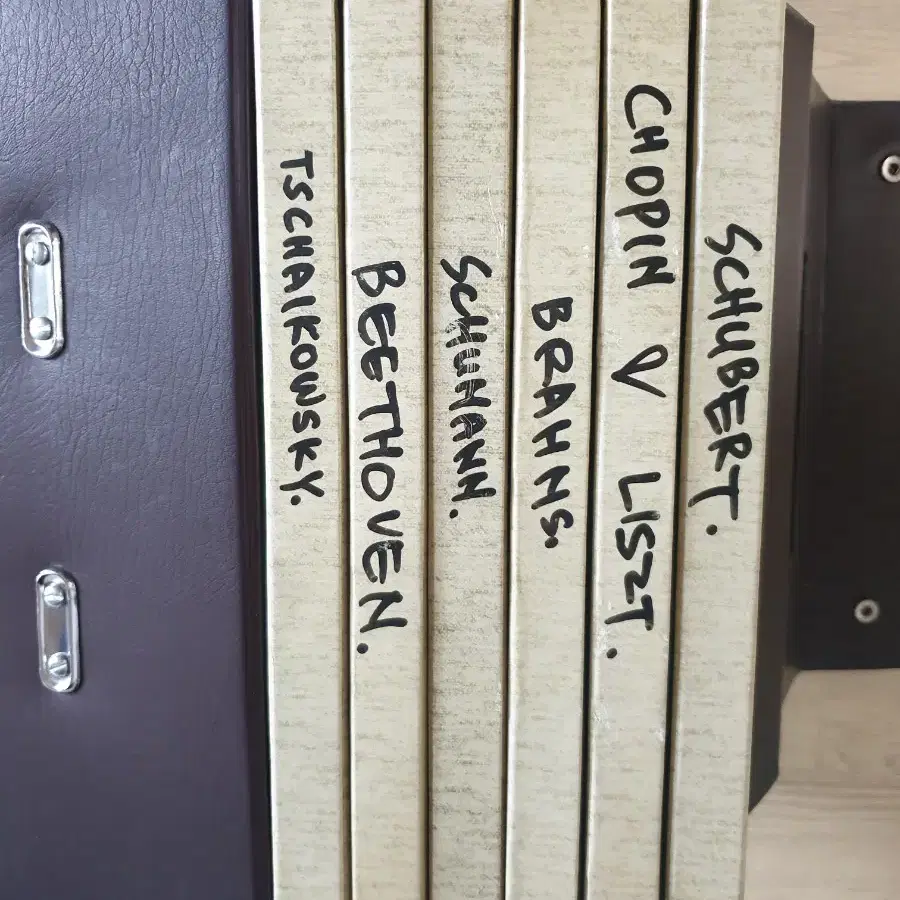 TSCHAIKOWSKY.
BEETHOVEN.
SCHUMANN.
BRAHMS.
CHOPIN & LISZT.
SCHUBERT.